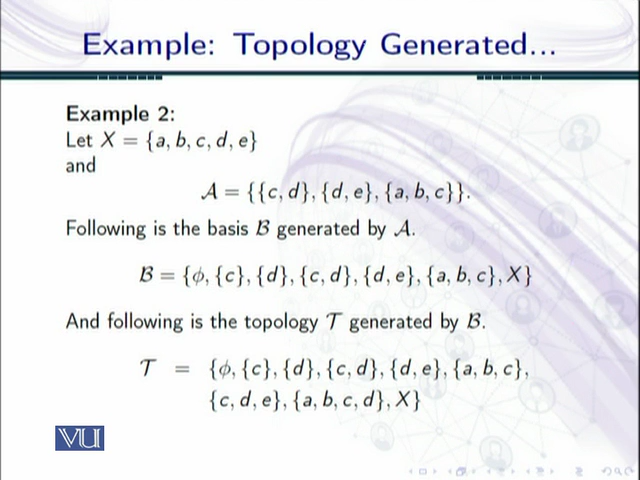 Example: Topology Generated...
Example 2:
Let X = {a, b, c, d, e}
and
𝒜 = {{c, d}, {d, e}, {a, b, c}}.
Following is the basis ℬ generated by 𝒜.
ℬ = {ϕ, {c}, {d}, {c, d}, {d, e}, {a, b, c}, X}
And following is the topology 𝒯 generated by ℬ.
𝒯 = {ϕ, {c}, {d}, {c, d}, {d, e}, {a, b, c},
{c, d, e}, {a, b, c, d}, X}
VU